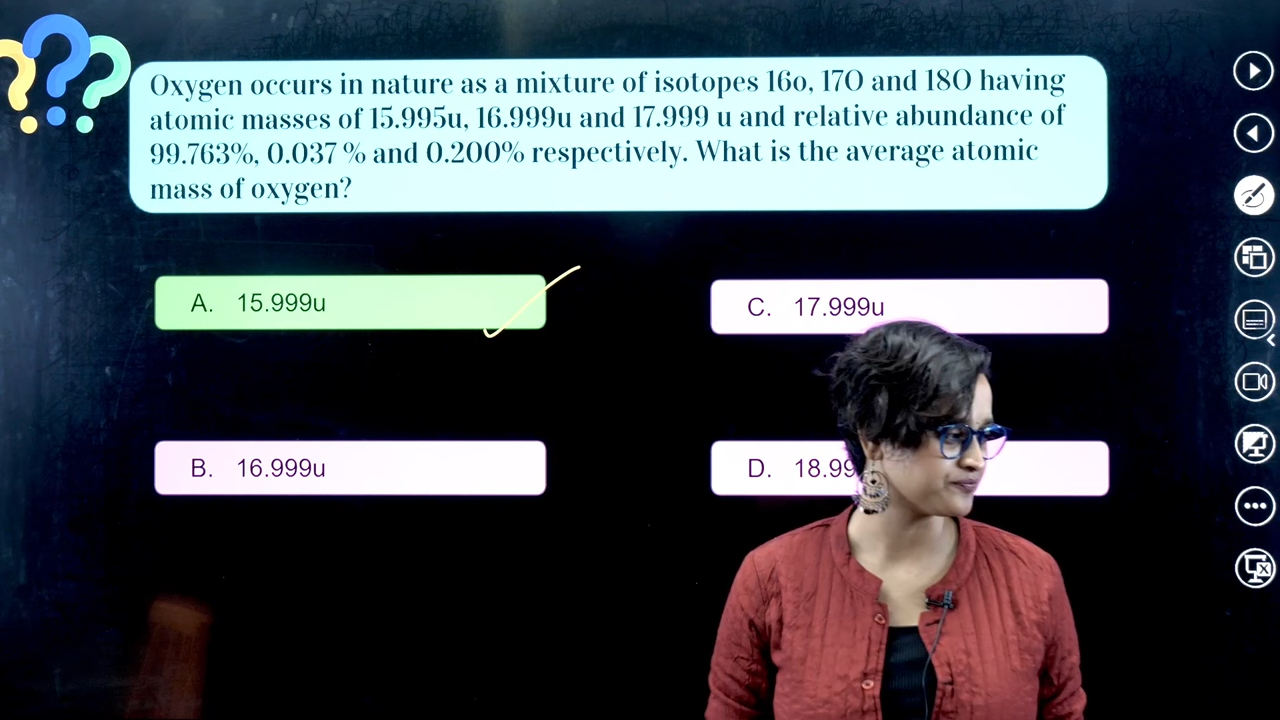 Oxygen occurs in nature as a mixture of isotopes 16o, 17O and 18O having
atomic masses of 15.995u, 16.999u and 17.999 u and relative abundance of
99.763%, 0.037 % and 0.200% respectively. What is the average atomic
mass of oxygen?
A. 15.999u
C. 17.999u
B. 16.999u
D. 18.99